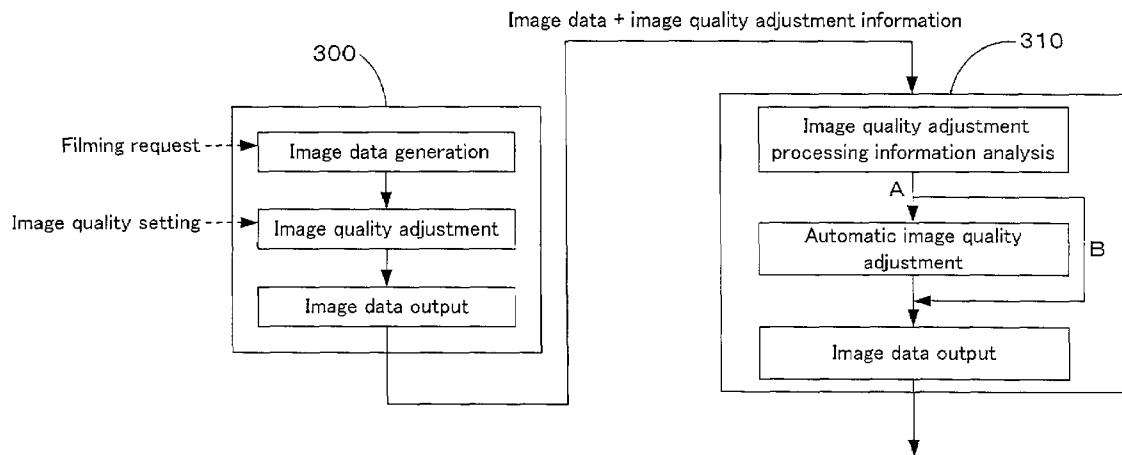 Image data + image quality adjustment information
300
310
Filming request
Image data generation
Image quality setting
Image quality adjustment
Image data output
Image quality adjustment
processing information analysis
A
B
Automatic image quality
adjustment
Image data output